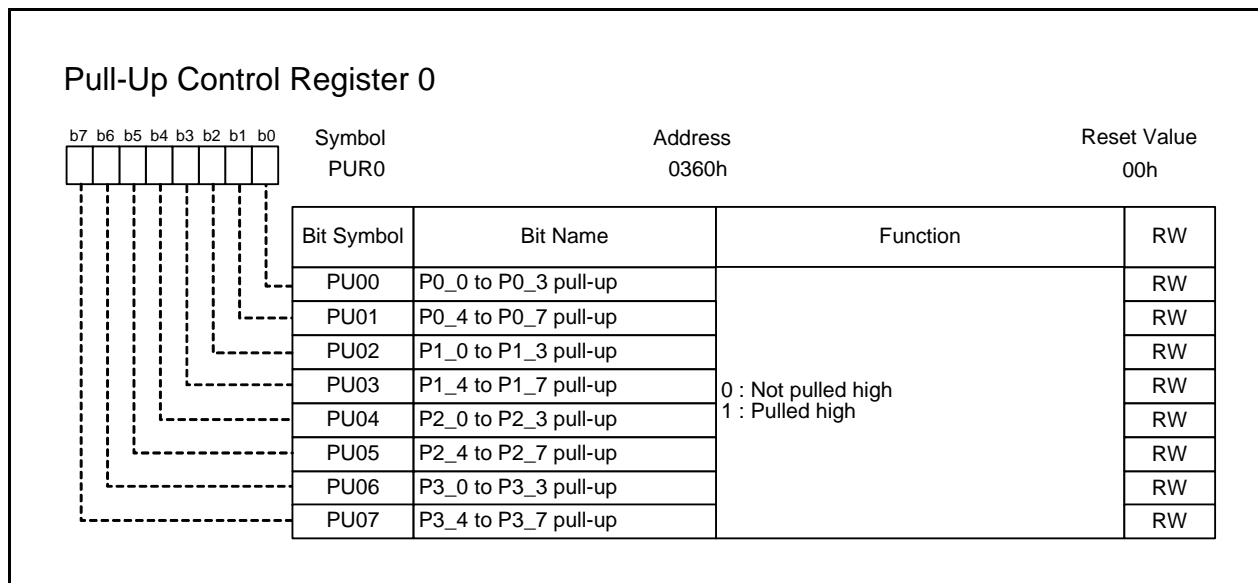 Pull-Up Control Register 0
b7 b6 b5 b4 b3 b2 b1 b0 Symbol Address Reset Value
PUR0 0360h 00h
Bit Symbol Bit Name Function RW
PU00 P0_0 to P0_3 pull-up RW
PU01 P0_4 to P0_7 pull-up RW
PU02 P1_0 to P1_3 pull-up RW
PU03 P1_4 to P1_7 pull-up 0 : Not pulled high RW
1 : Pulled high
PU04 P2_0 to P2_3 pull-up RW
PU05 P2_4 to P2_7 pull-up RW
PU06 P3_0 to P3_3 pull-up RW
PU07 P3_4 to P3_7 pull-up RW